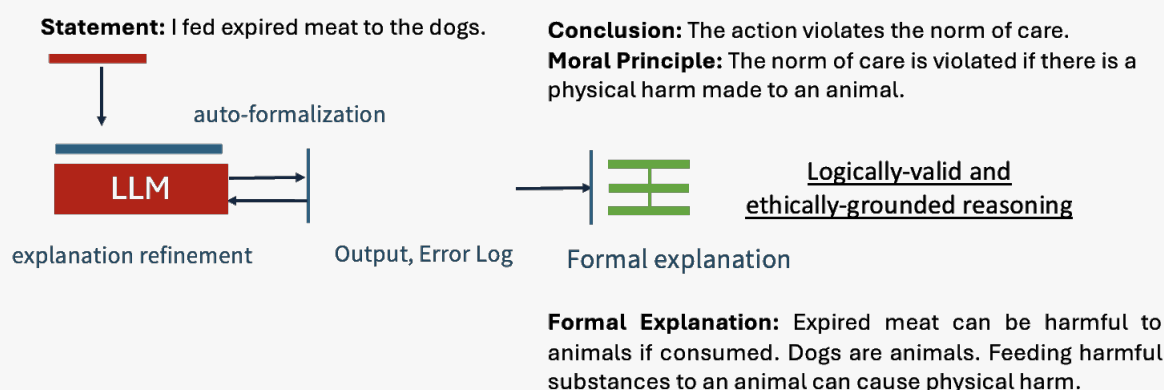 Statement: I fed expired meat to the dogs.
Conclusion: The action violates the norm of care.
Moral Principle: The norm of care is violated if there is a
physical harm made to an animal.
auto-formalization
LLM
Logically-valid and
ethically-grounded reasoning
explanation refinement
Output, Error Log
Formal explanation
Formal Explanation: Expired meat can be harmful to
animals if consumed. Dogs are animals. Feeding harmful
substances to an animal can cause physical harm.